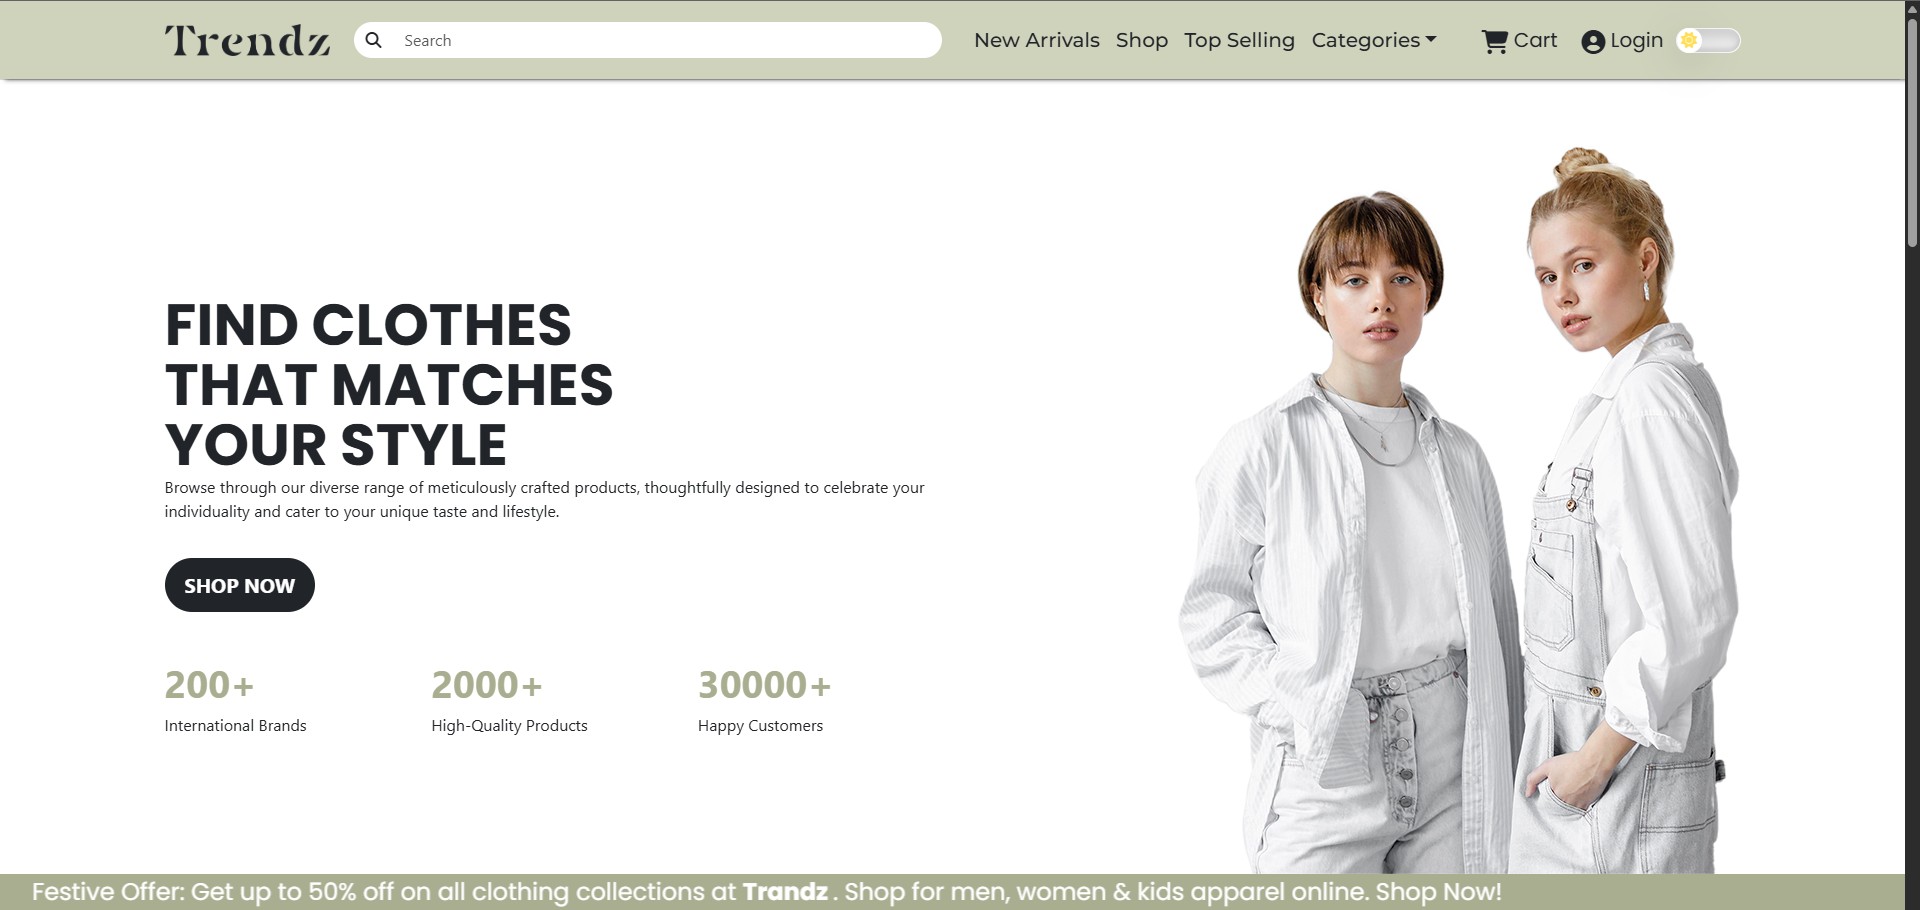 Trendz Search New Arrivals Shop Top Selling Categories Cart Login
FIND CLOTHES
THAT MATCHES
YOUR STYLE
Browse through our diverse range of meticulously crafted products, thoughtfully designed to celebrate your
individuality and cater to your unique taste and lifestyle.
SHOP NOW
200+ 2000+ 30000+
International Brands High-Quality Products Happy Customers
Festive Offer: Get up to 50% off on all clothing collections at Trandz . Shop for men, women & kids apparel online. Shop Now!